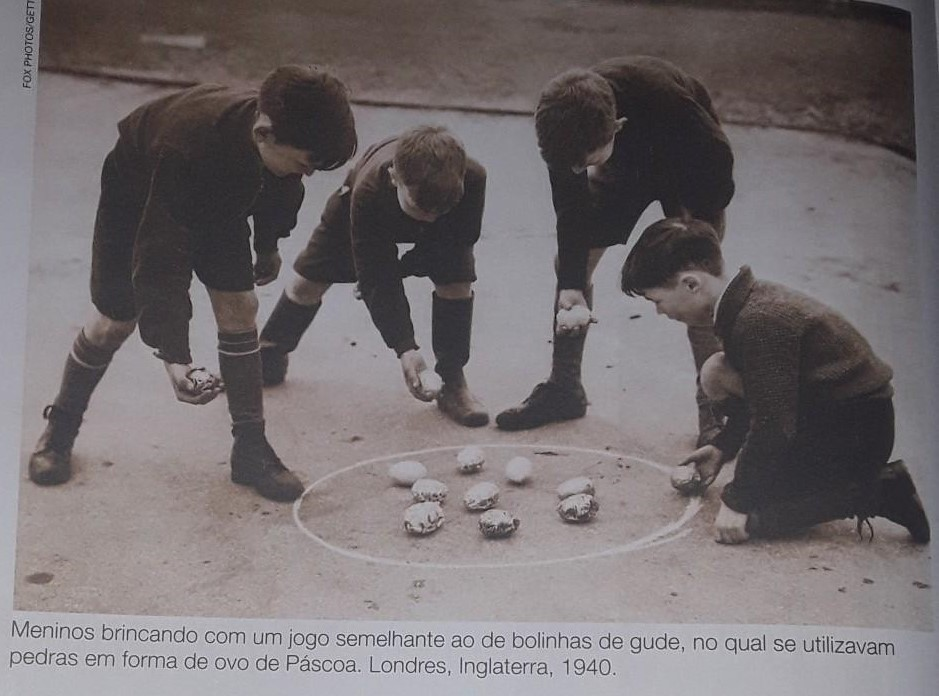 FOX PHOTOS/GETT
Meninos brincando com um jogo semelhante ao de bolinhas de gude, no qual se utilizavam
pedras em forma de ovo de Páscoa. Londres, Inglaterra, 1940.